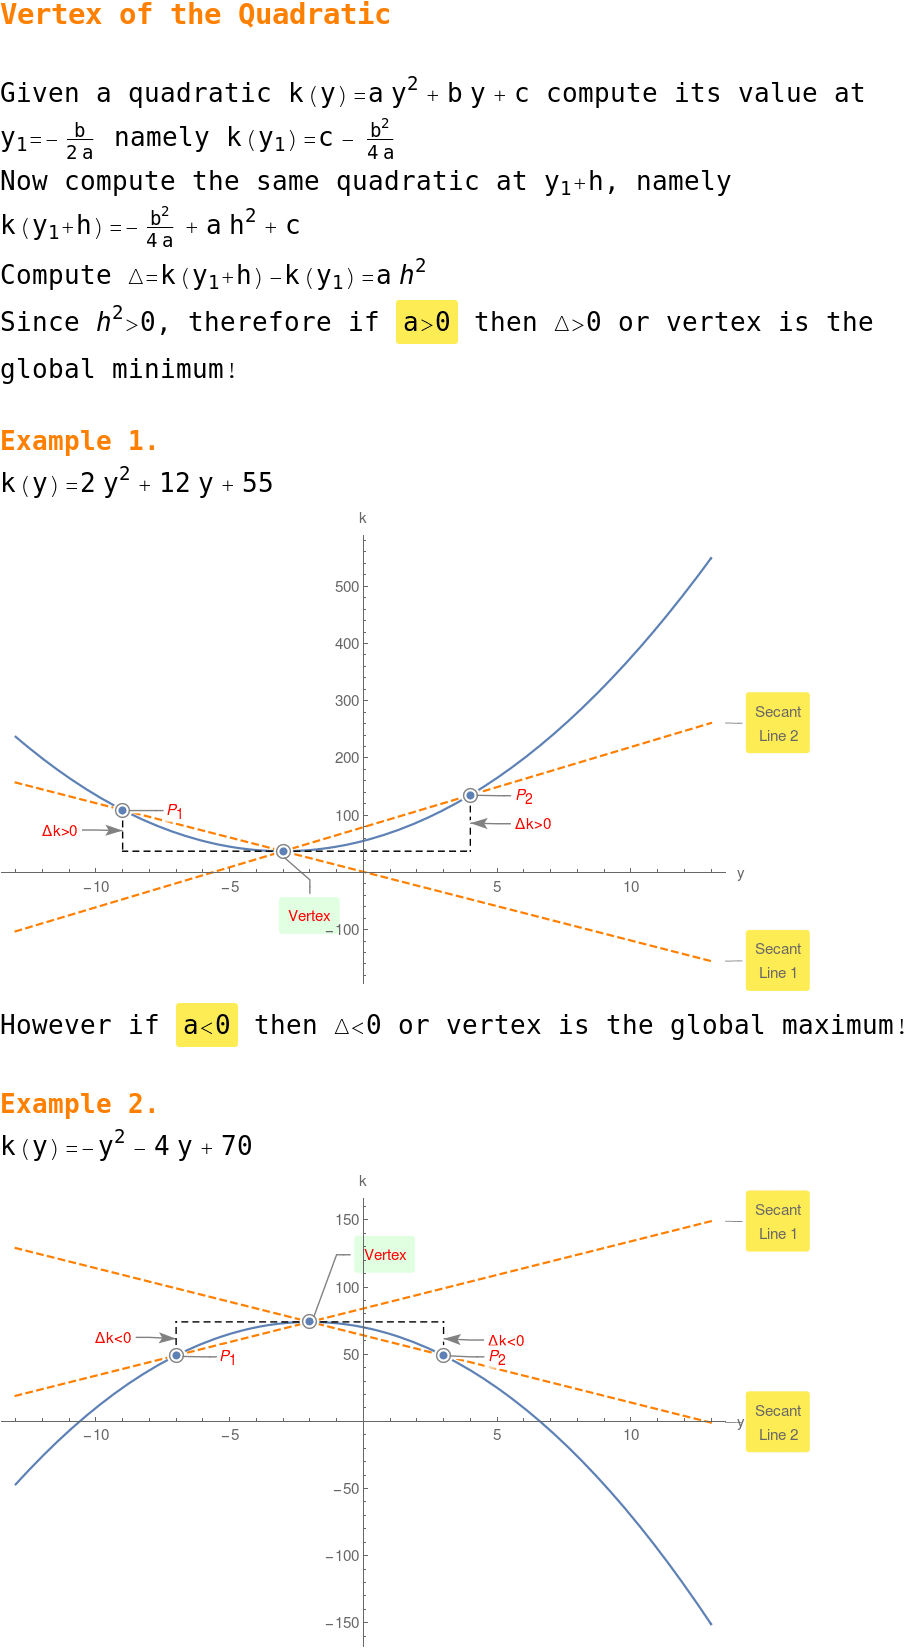 Vertex of the Quadratic
Given a quadratic k(y)=a y² + b y + c compute its value at
y₁=- b/(2 a) namely k(y₁)=c - b²/(4 a)
Now compute the same quadratic at y₁+h, namely
k(y₁+h)=- b²/(4 a) + a h² + c
Compute Δ=k(y₁+h)-k(y₁)=a h²
Since h²>0, therefore if a>0 then Δ>0 or vertex is the
global minimum!
Example 1.
k(y)=2 y² + 12 y + 55
k
500
400
300
Secant
Line 2
200
P₁
P₂
100
Δk>0
Δk>0
-10
-5
5
10
y
Vertex
-100
Secant
Line 1
However if a<0 then Δ<0 or vertex is the global maximum!
Example 2.
k(y)=-y² - 4 y + 70
k
Secant
Line 1
150
Vertex
100
Δk<0
Δk<0
P₁
50
P₂
-10
-5
5
10
y
Secant
Line 2
-50
-100
-150